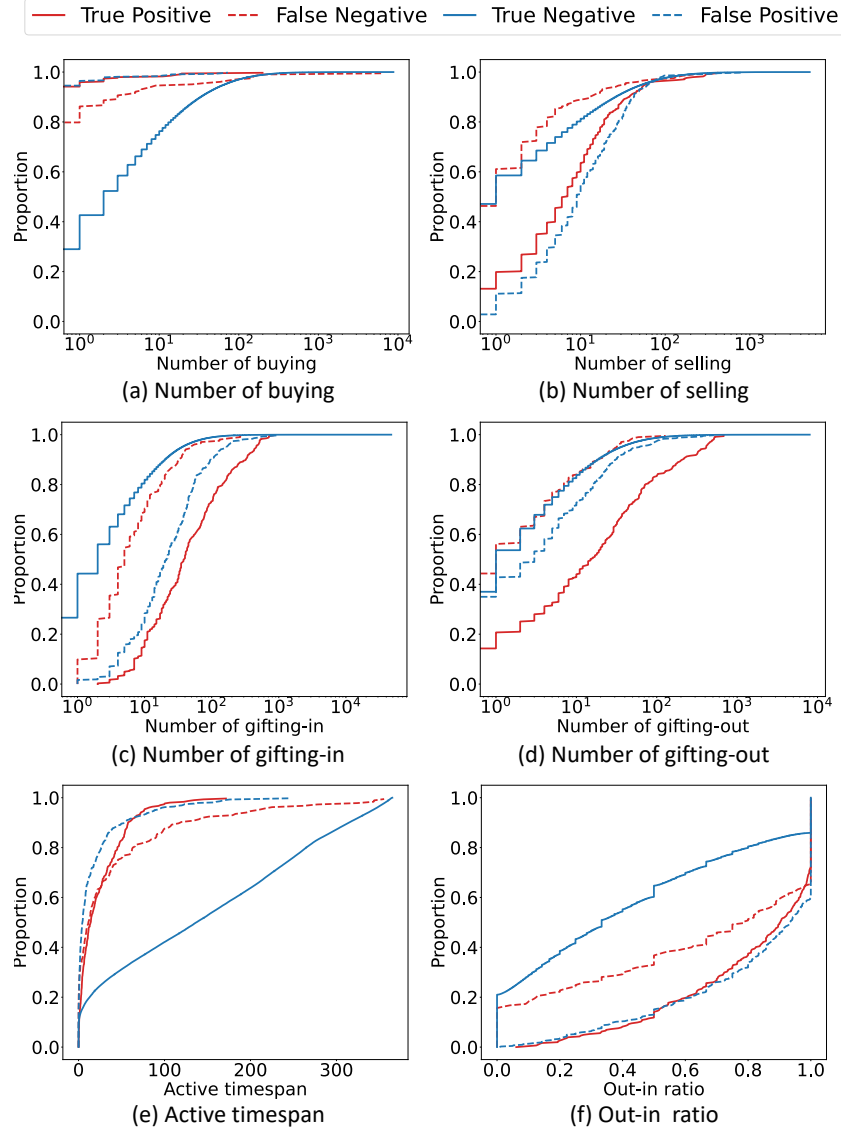 True Positive False Negative True Negative False Positive
1.0
0.8
0.6
0.4
0.2
0.0
Proportion
10^0 10^1 10^2 10^3 10^4
Number of buying
(a) Number of buying
1.0
0.8
0.6
0.4
0.2
0.0
Proportion
10^0 10^1 10^2 10^3
Number of selling
(b) Number of selling
1.0
0.8
0.6
0.4
0.2
0.0
Proportion
10^0 10^1 10^2 10^3 10^4
Number of gifting-in
(c) Number of gifting-in
1.0
0.8
0.6
0.4
0.2
0.0
Proportion
10^0 10^1 10^2 10^3 10^4
Number of gifting-out
(d) Number of gifting-out
1.0
0.8
0.6
0.4
0.2
0.0
Proportion
0 100 200 300
Active timespan
(e) Active timespan
1.0
0.8
0.6
0.4
0.2
0.0
Proportion
0.0 0.2 0.4 0.6 0.8 1.0
Out-in ratio
(f) Out-in ratio